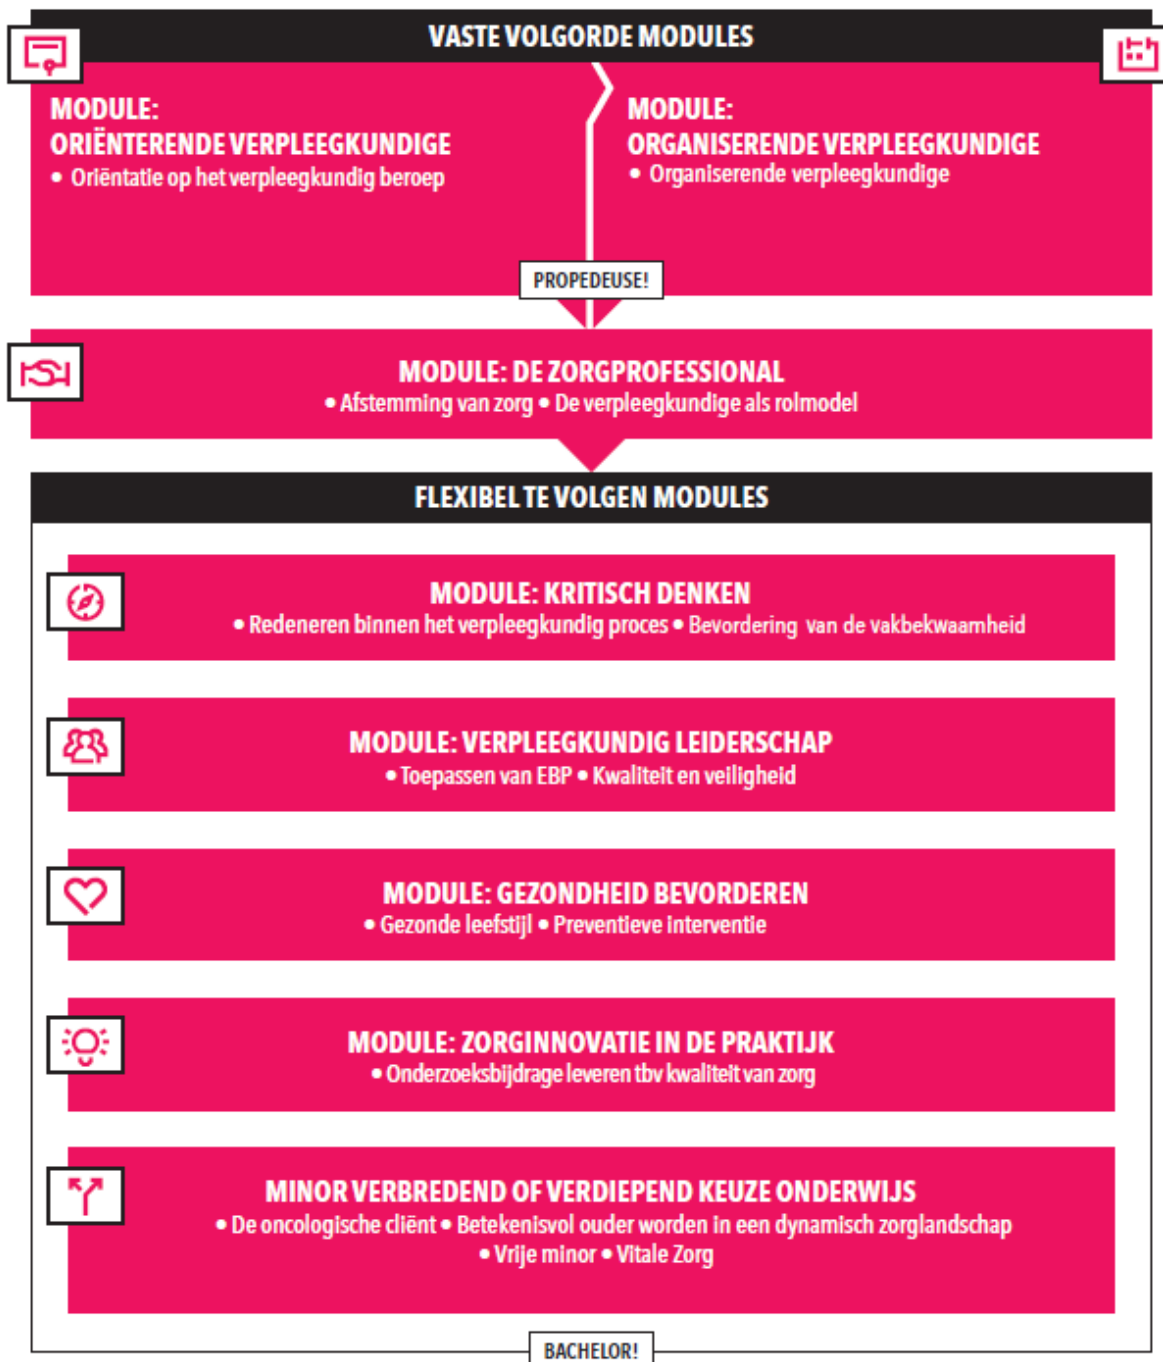 VASTE VOLGORDE MODULES
MODULE:
ORIËNTERENDE VERPLEEGKUNDIGE
• Oriëntatie op het verpleegkundig beroep
MODULE:
ORGANISERENDE VERPLEEGKUNDIGE
• Organiserende verpleegkundige
PROPEDEUSE!
MODULE: DE ZORGPROFESSIONAL
• Afstemming van zorg • De verpleegkundige als rolmodel
FLEXIBEL TE VOLGEN MODULES
MODULE: KRITISCH DENKEN
• Redeneren binnen het verpleegkundig proces • Bevordering van de vakbekwaamheid
MODULE: VERPLEEGKUNDIG LEIDERSCHAP
• Toepassen van EBP • Kwaliteit en veiligheid
MODULE: GEZONDHEID BEVORDEREN
• Gezonde leefstijl • Preventieve interventie
MODULE: ZORGINNOVATIE IN DE PRAKTIJK
• Onderzoeksbijdrage leveren tbv kwaliteit van zorg
MINOR VERBREDEND OF VERDIEPEND KEUZE ONDERWIJS
• De oncologische cliënt • Betekenisvol ouder worden in een dynamisch zorglandschap
• Vrije minor • Vitale Zorg
BACHELOR!